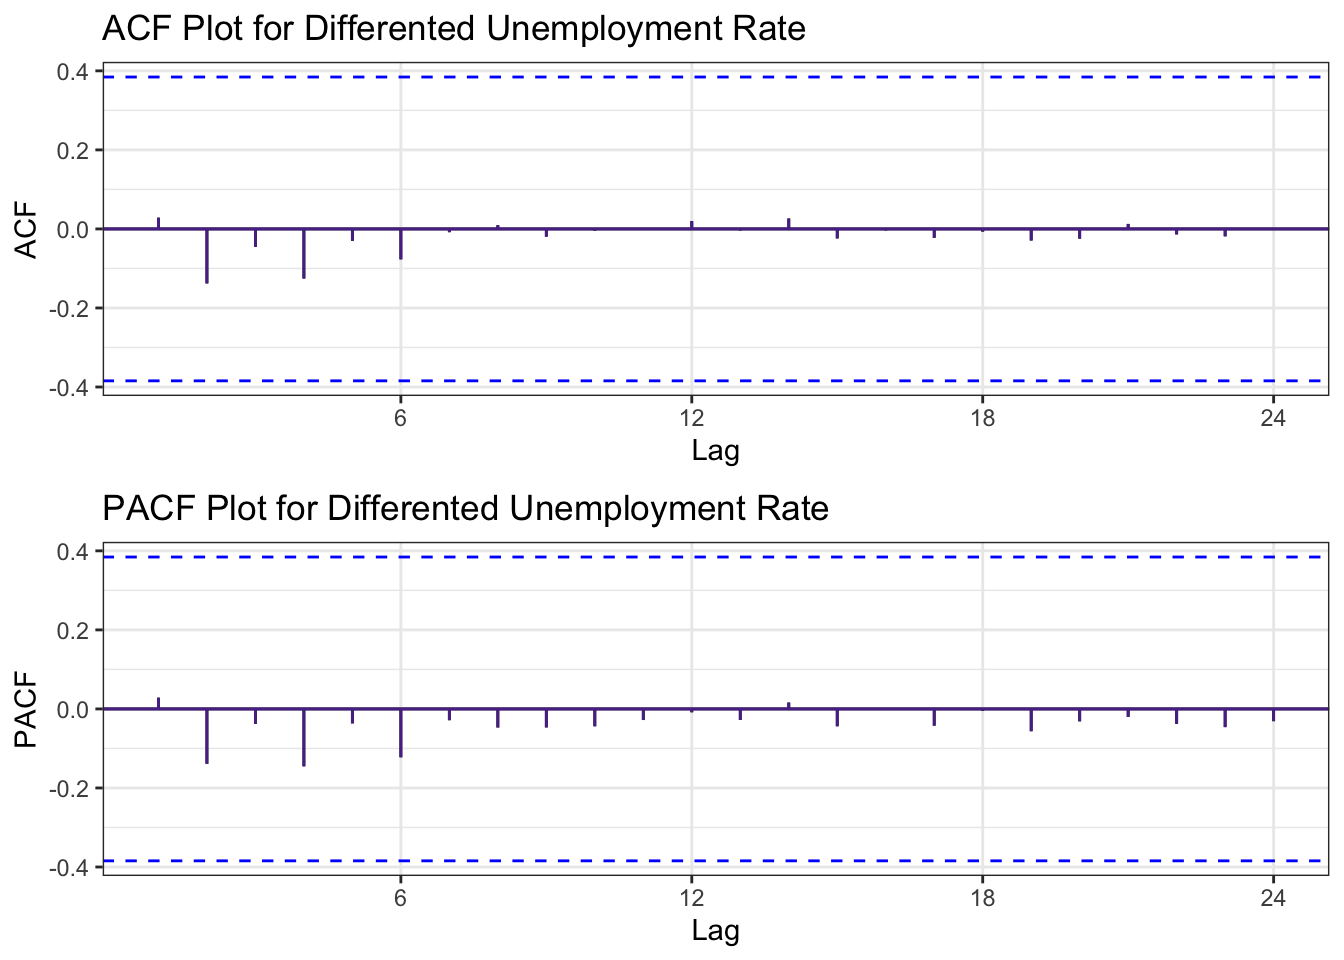 ACF Plot for Differented Unemployment Rate
0.4
0.2
0.0
-0.2
-0.4
ACF
6 12 18 24
Lag
PACF Plot for Differented Unemployment Rate
0.4
0.2
0.0
-0.2
-0.4
PACF
6 12 18 24
Lag